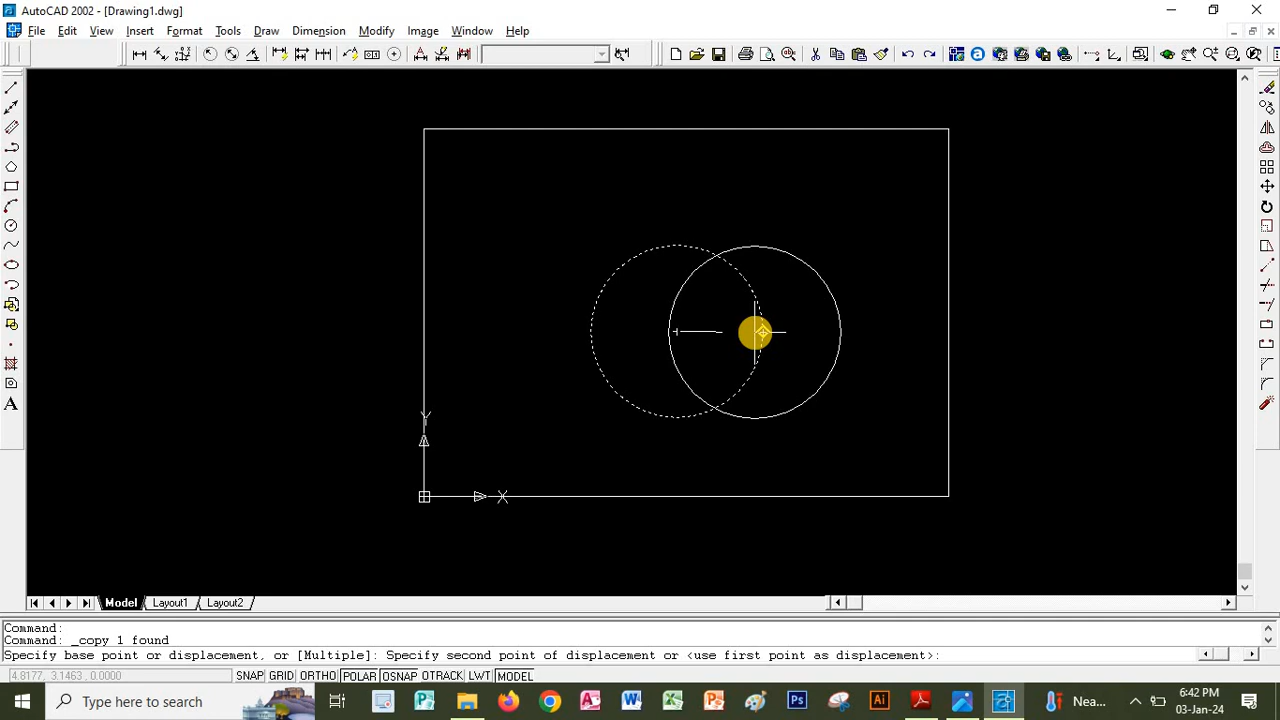 AutoCAD 2002 - [Drawing1.dwg]
File Edit View Insert Format Tools Draw Dimension Modify Image Window Help
Y
X
Model Layout1 Layout2
Command:
Command: _copy 1 found
Specify base point or displacement, or [Multiple]: Specify second point of displacement or <use first point as displacement>:
4.8177, 3.1463, 0.0000 SNAP GRID ORTHO POLAR OSNAP OTRACK LWT MODEL
Type here to search
Nea...
6:42 PM
03-Jan-24